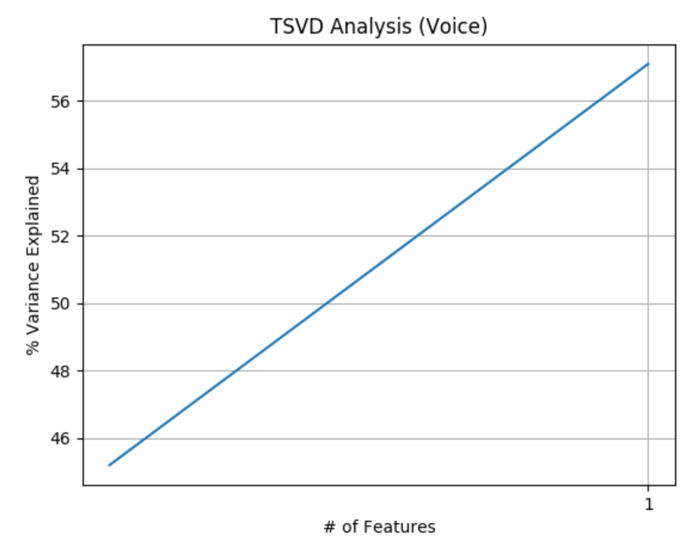 TSVD Analysis (Voice)
56
54
52
50
48
46
% Variance Explained
1
# of Features